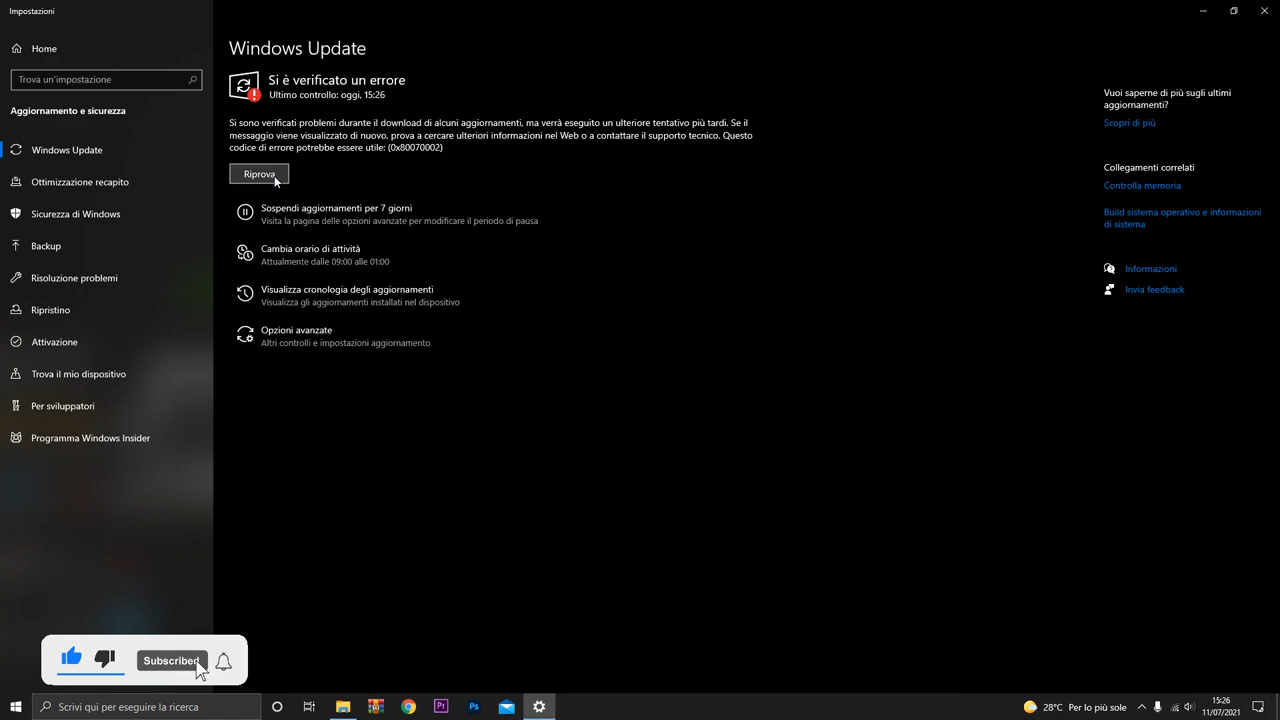 Impostazioni
Home
Trova un'impostazione
Aggiornamento e sicurezza
Windows Update
Ottimizzazione recapito
Sicurezza di Windows
Backup
Risoluzione problemi
Ripristino
Attivazione
Trova il mio dispositivo
Per sviluppatori
Programma Windows Insider
Windows Update
Si è verificato un errore
Ultimo controllo: oggi, 15:26
Si sono verificati problemi durante il download di alcuni aggiornamenti, ma verrà eseguito un ulteriore tentativo più tardi. Se il
messaggio viene visualizzato di nuovo, prova a cercare ulteriori informazioni nel Web o a contattare il supporto tecnico. Questo
codice di errore potrebbe essere utile: (0x80070002)
Riprova
Sospendi aggiornamenti per 7 giorni
Visita la pagina delle opzioni avanzate per modificare il periodo di pausa
Cambia orario di attività
Attualmente dalle 09:00 alle 01:00
Visualizza cronologia degli aggiornamenti
Visualizza gli aggiornamenti installati nel dispositivo
Opzioni avanzate
Altri controlli e impostazioni aggiornamento
Vuoi saperne di più sugli ultimi
aggiornamenti?
Scopri di più
Collegamenti correlati
Controlla memoria
Build sistema operativo e informazioni
di sistema
Informazioni
Invia feedback
Subscribed
Scrivi qui per eseguire la ricerca
Pr
Ps
28°C Per lo più sole
15:26
11/07/2021